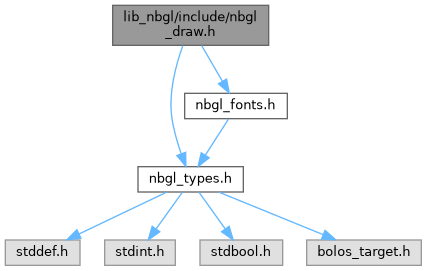 lib_nbgl/include/nbgl
_draw.h
nbgl_fonts.h
nbgl_types.h
stddef.h
stdint.h
stdbool.h
bolos_target.h